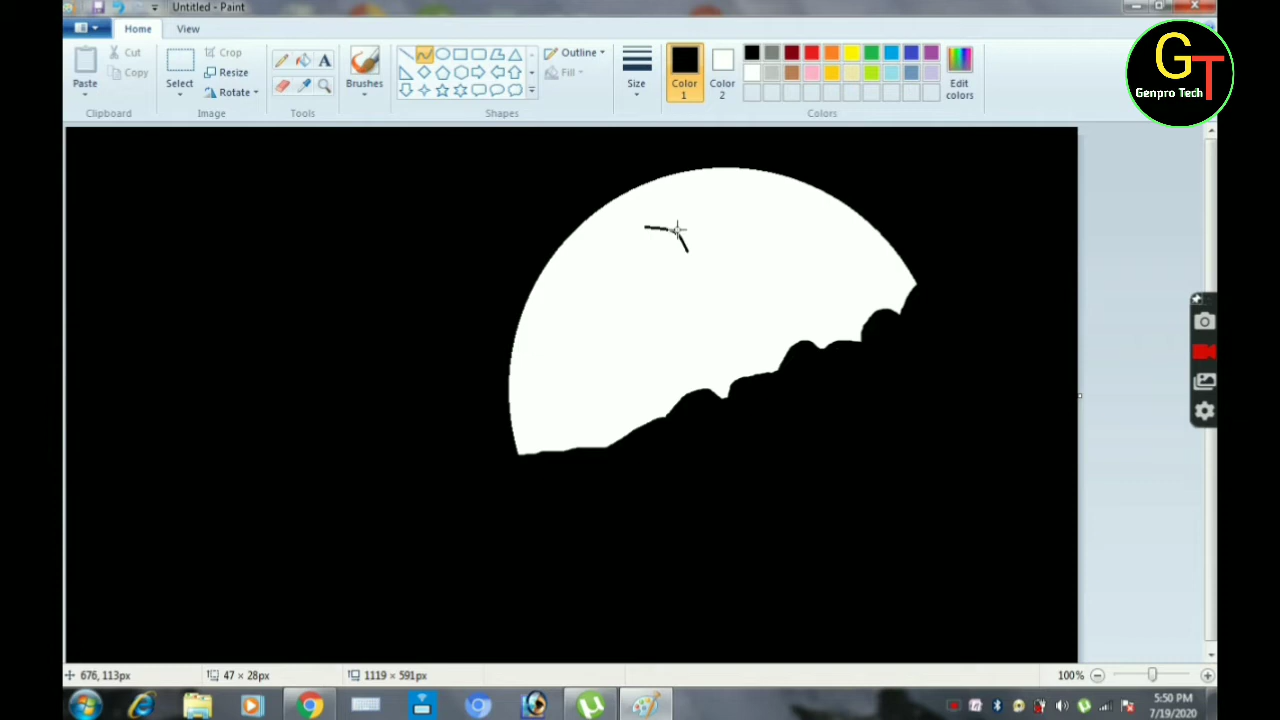 Untitled - Paint
Home
View
Paste
Cut
Copy
Clipboard
Select
Crop
Resize
Rotate
Image
A
Tools
Brushes
Outline
Fill
Shapes
Size
Color
1
Color
2
Edit
colors
Colors
GT
Genpro Tech
676, 113px
47 × 28px
1119 × 591px
100%
5:50 PM
7/19/2020